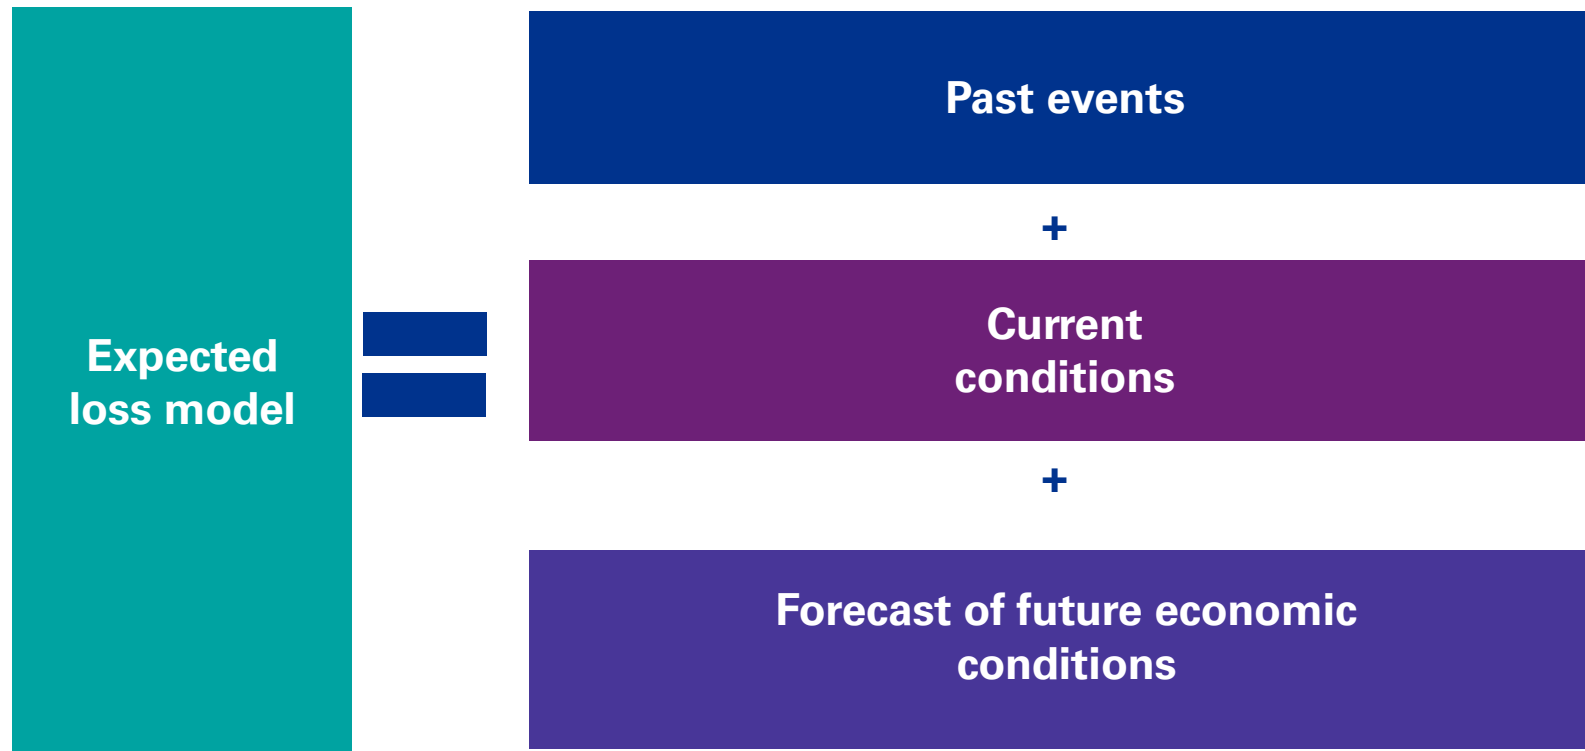 Expected
loss model
Past events
+
Current
conditions
+
Forecast of future economic
conditions